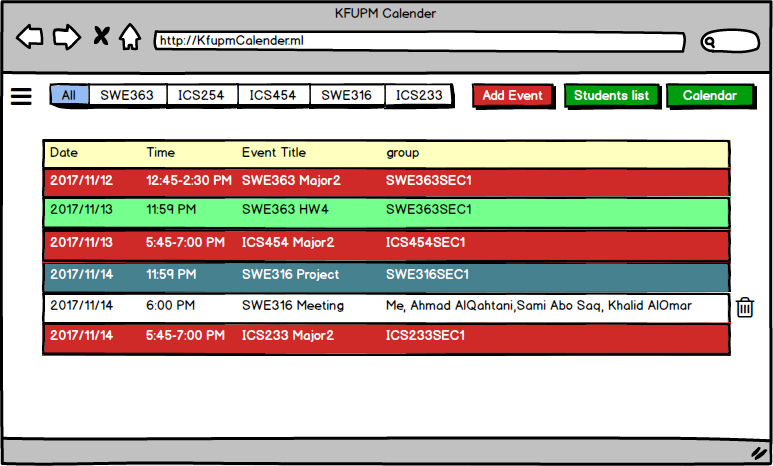 KFUPM Calender
http://KfupmCalender.ml
All SWE363 ICS254 ICS454 SWE316 ICS233 Add Event Students list Calendar
Date Time Event Title group
2017/11/12 12:45-2:30 PM SWE363 Major2 SWE363SEC1
2017/11/13 11:59 PM SWE363 HW4 SWE363SEC1
2017/11/13 5:45-7:00 PM ICS454 Major2 ICS454SEC1
2017/11/14 11:59 PM SWE316 Project SWE316SEC1
2017/11/14 6:00 PM SWE316 Meeting Me, Ahmad AlQahtani,Sami Abo Saq, Khalid AlOmar
2017/11/14 5:45-7:00 PM ICS233 Major2 ICS233SEC1